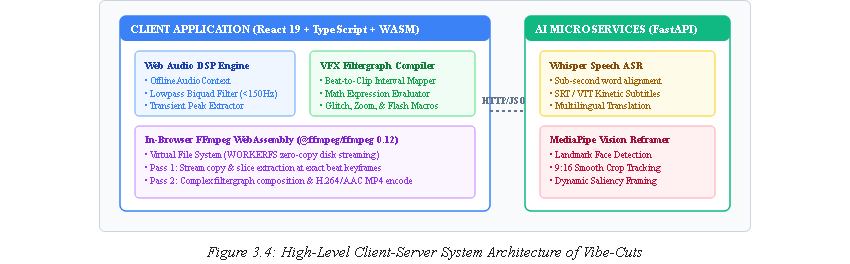 CLIENT APPLICATION (React 19 + TypeScript + WASM)
Web Audio DSP Engine
• OfflineAudioContext
• Lowpass Biquad Filter (<150Hz)
• Transient Peak Extractor
VFX Filtergraph Compiler
• Beat-to-Clip Interval Mapper
• Math Expression Evaluator
• Glitch, Zoom, & Flash Macros
In-Browser FFmpeg WebAssembly (@ffmpeg/ffmpeg 0.12)
• Virtual File System (WORKERFS zero-copy disk streaming)
• Pass 1: Stream copy & slice extraction at exact beat keyframes
• Pass 2: Complex filtergraph composition & H.264/AAC MP4 encode
HTTP/JSO
AI MICROSERVICES (FastAPI)
Whisper Speech ASR
• Sub-second word alignment
• SRT / VTT Kinetic Subtitles
• Multilingual Translation
MediaPipe Vision Reframer
• Landmark Face Detection
• 9:16 Smooth Crop Tracking
• Dynamic Saliency Framing
Figure 3.4: High-Level Client-Server System Architecture of Vibe-Cuts